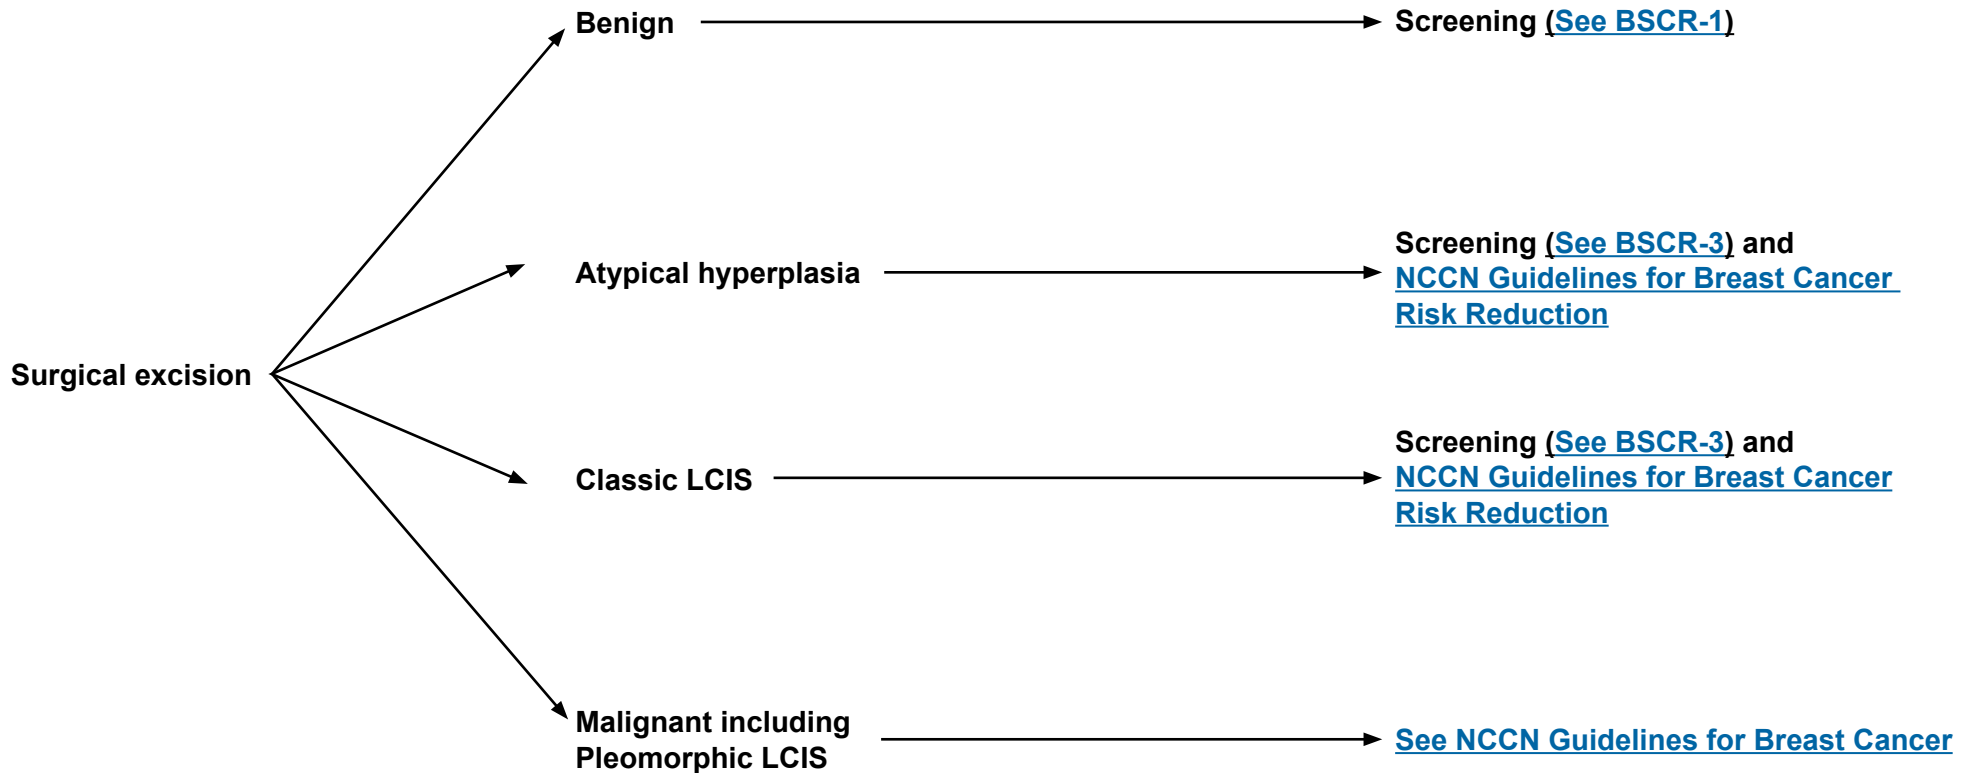 Benign
Screening (See BSCR-1)
Atypical hyperplasia
Screening (See BSCR-3) and
NCCN Guidelines for Breast Cancer
Risk Reduction
Surgical excision
Classic LCIS
Screening (See BSCR-3) and
NCCN Guidelines for Breast Cancer
Risk Reduction
Malignant including
Pleomorphic LCIS
See NCCN Guidelines for Breast Cancer